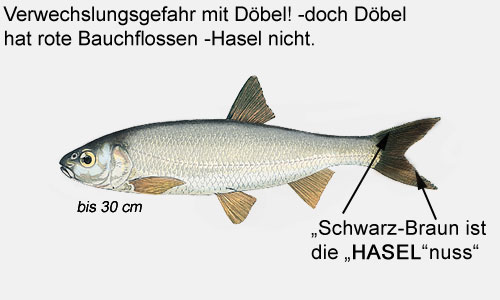 Verwechslungsgefahr mit Döbel! -doch Döbel
hat rote Bauchflossen -Hasel nicht.
bis 30 cm
„Schwarz-Braun ist
die „HASEL“nuss“